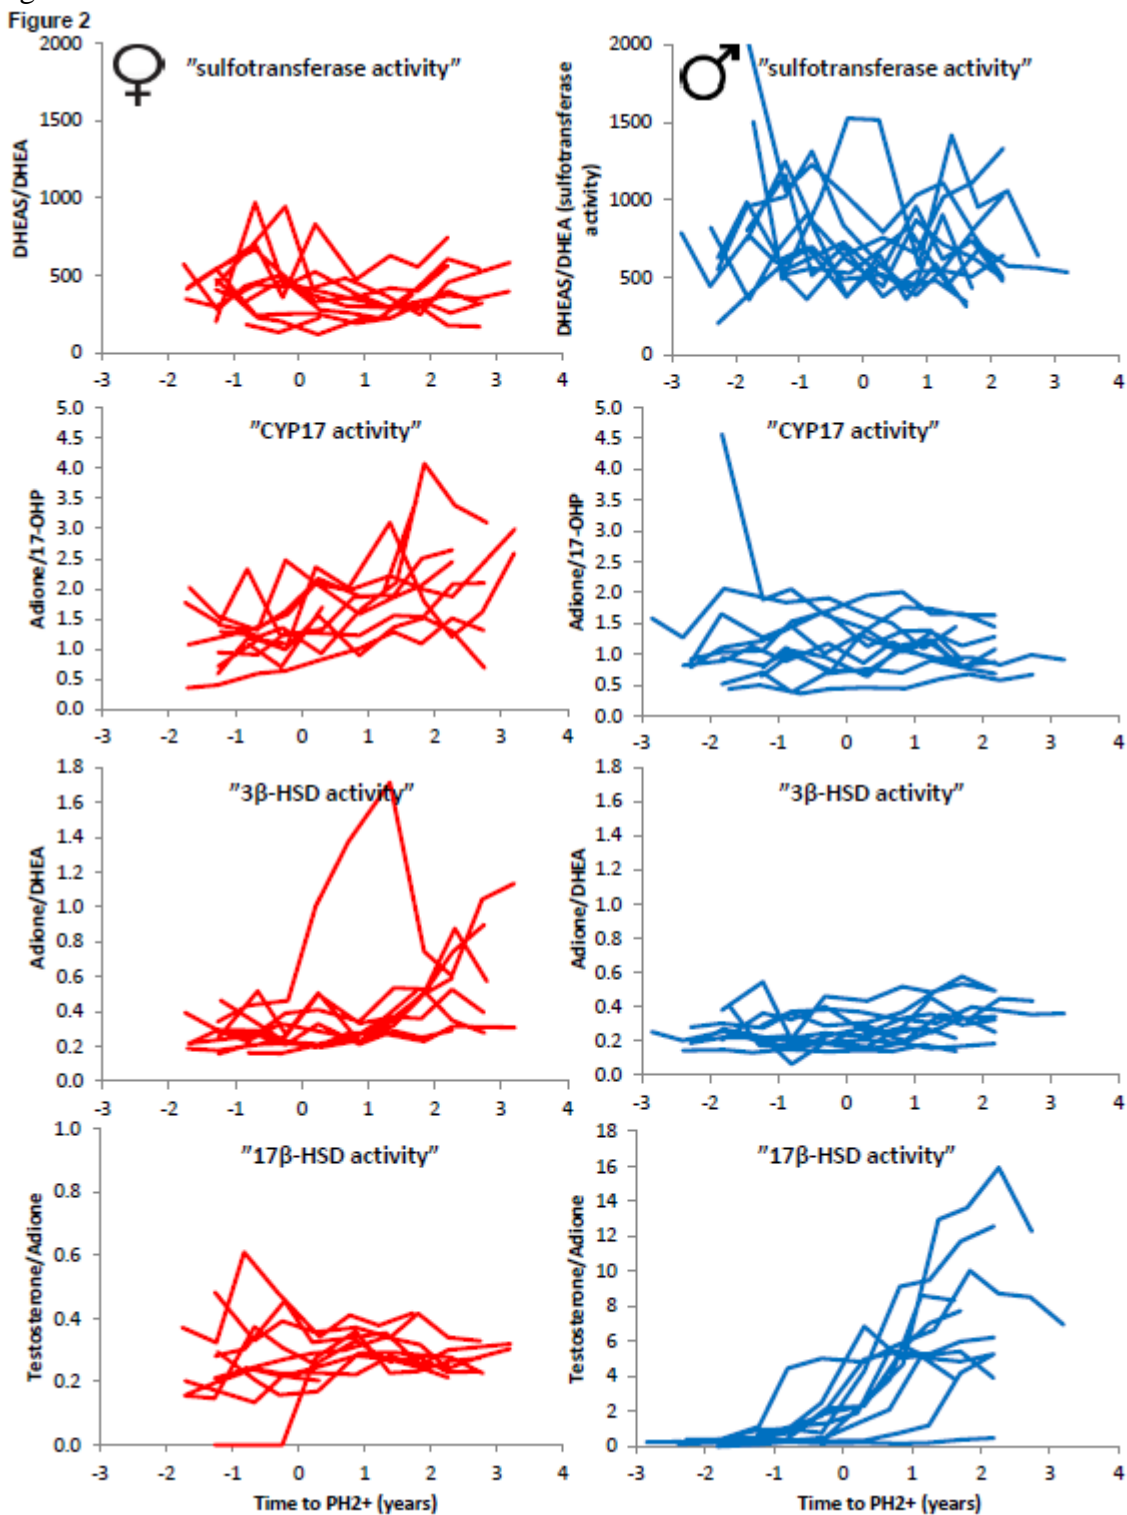 Figure 2
"sulfotransferase activity"
DHEAS/DHEA
2000
1500
1000
500
0
-3 -2 -1 0 1 2 3 4
"sulfotransferase activity"
DHEAS/DHEA (sulfotransferase
activity)
2000
1500
1000
500
0
-3 -2 -1 0 1 2 3 4
"CYP17 activity"
Adione/17-OHP
5.0
4.5
4.0
3.5
3.0
2.5
2.0
1.5
1.0
0.5
0.0
-3 -2 -1 0 1 2 3 4
"CYP17 activity"
Adione/17-OHP
5.0
4.5
4.0
3.5
3.0
2.5
2.0
1.5
1.0
0.5
0.0
-3 -2 -1 0 1 2 3 4
"3β-HSD activity"
Adione/DHEA
1.8
1.6
1.4
1.2
1.0
0.8
0.6
0.4
0.2
0.0
-3 -2 -1 0 1 2 3 4
"3β-HSD activity"
Adione/DHEA
1.8
1.6
1.4
1.2
1.0
0.8
0.6
0.4
0.2
0.0
-3 -2 -1 0 1 2 3 4
"17β-HSD activity"
Testosterone/Adione
1.0
0.8
0.6
0.4
0.2
0.0
-3 -2 -1 0 1 2 3 4
Time to PH2+ (years)
"17β-HSD activity"
Testosterone/Adione
18
16
14
12
10
8
6
4
2
0
-3 -2 -1 0 1 2 3 4
Time to PH2+ (years)